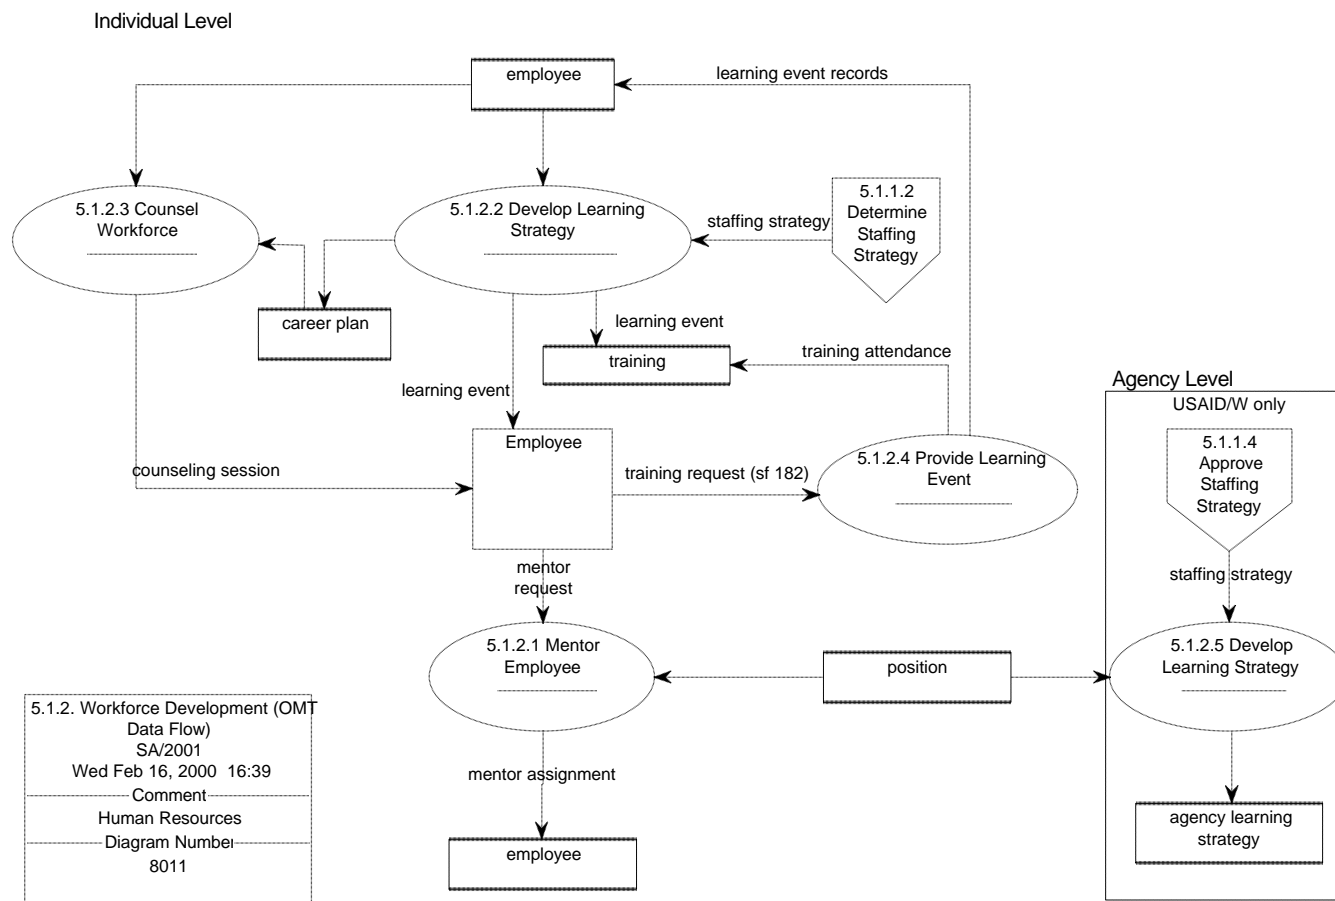 Individual Level
employee
learning event records
5.1.2.3 Counsel
Workforce
5.1.2.2 Develop Learning
Strategy
staffing strategy
5.1.1.2
Determine
Staffing
Strategy
career plan
learning event
training
training attendance
learning event
Agency Level
USAID/W only
5.1.1.4
Approve
Staffing
Strategy
Employee
counseling session
training request (sf 182)
5.1.2.4 Provide Learning
Event
mentor
request
staffing strategy
5.1.2.1 Mentor
Employee
position
5.1.2.5 Develop
Learning Strategy
5.1.2. Workforce Development (OMT
Data Flow)
SA/2001
Wed Feb 16, 2000 16:39
Comment
Human Resources
Diagram Number
8011
mentor assignment
employee
agency learning
strategy